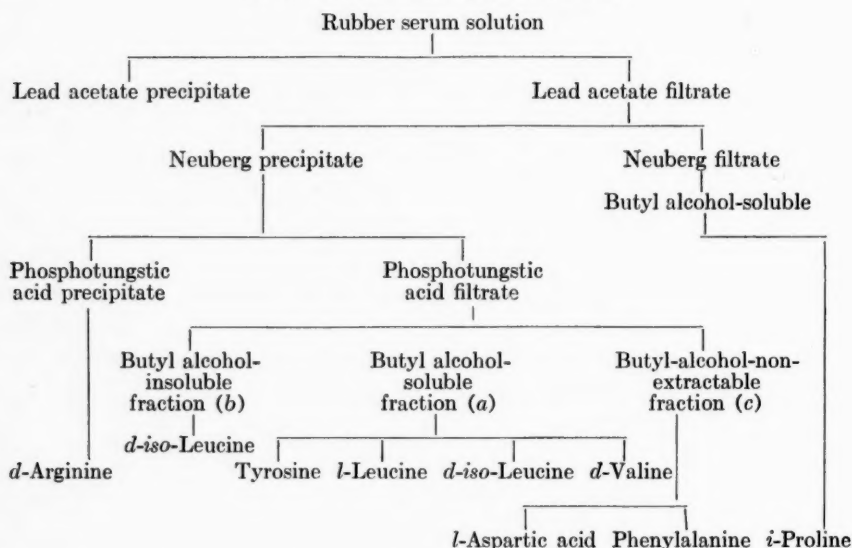 Rubber serum solution
Lead acetate precipitate Lead acetate filtrate
Neuberg precipitate Neuberg filtrate
Butyl alcohol-soluble
Phosphotungstic
acid precipitate
Phosphotungstic
acid filtrate
Butyl alcohol-
insoluble
fraction (b)
Butyl alcohol-
soluble
fraction (a)
Butyl-alcohol-non-
extractable
fraction (c)
d-iso-Leucine
d-Arginine Tyrosine l-Leucine d-iso-Leucine d-Valine
l-Aspartic acid Phenylalanine i-Proline